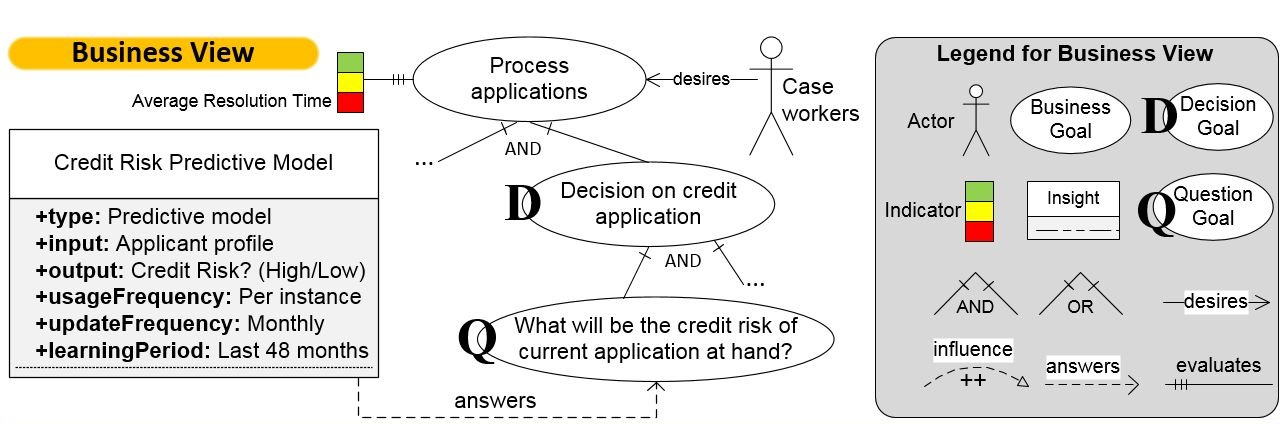 Business View
Average Resolution Time
Process
applications
desires
Case
workers
...
AND
Credit Risk Predictive Model
+type: Predictive model
+input: Applicant profile
+output: Credit Risk? (High/Low)
+usageFrequency: Per instance
+updateFrequency: Monthly
+learningPeriod: Last 48 months
D
Decision on credit
application
AND
...
Q
What will be the credit risk of
current application at hand?
answers
Legend for Business View
Actor
Business
Goal
D
Decision
Goal
Indicator
Insight
Q
Question
Goal
AND
OR
desires
influence
++
answers
evaluates